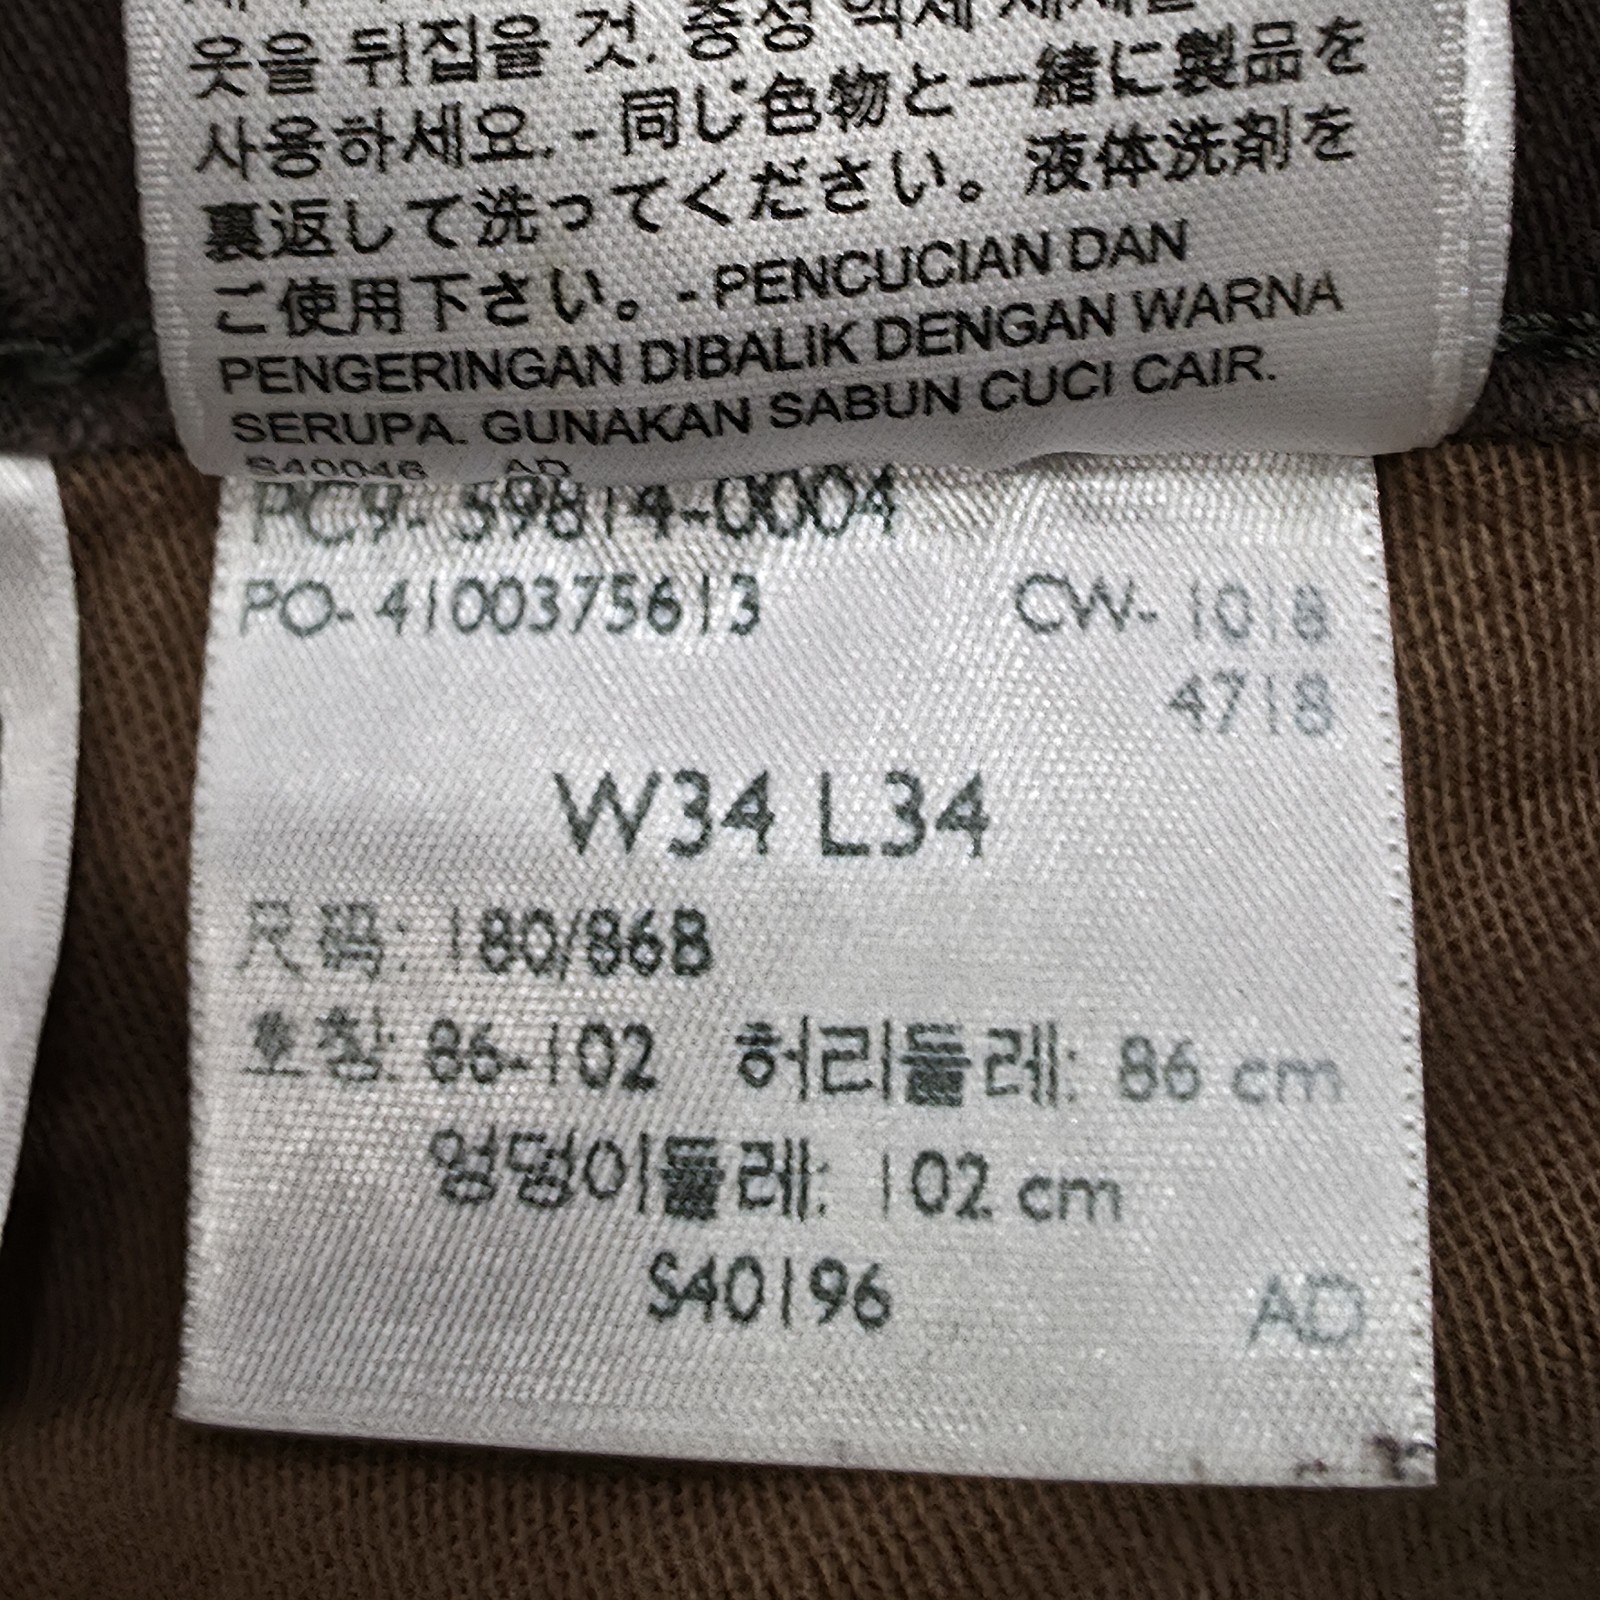 옷을 뒤집을 것. 중성 액체 세제를
사용하세요. - 同じ色物と一緒に製品を
裏返して洗ってください。液体洗剤を
ご使用下さい。- PENCUCIAN DAN
PENGERINGAN DIBALIK DENGAN WARNA
SERUPA. GUNAKAN SABUN CUCI CAIR.
S40046 AD
PC9- 59814-0004
PO- 4100375613 CW- 1018
4718
W34 L34
尺码: 180/86B
호칭: 86-102 허리둘레: 86 cm
엉덩이둘레: 102 cm
S40196 AD